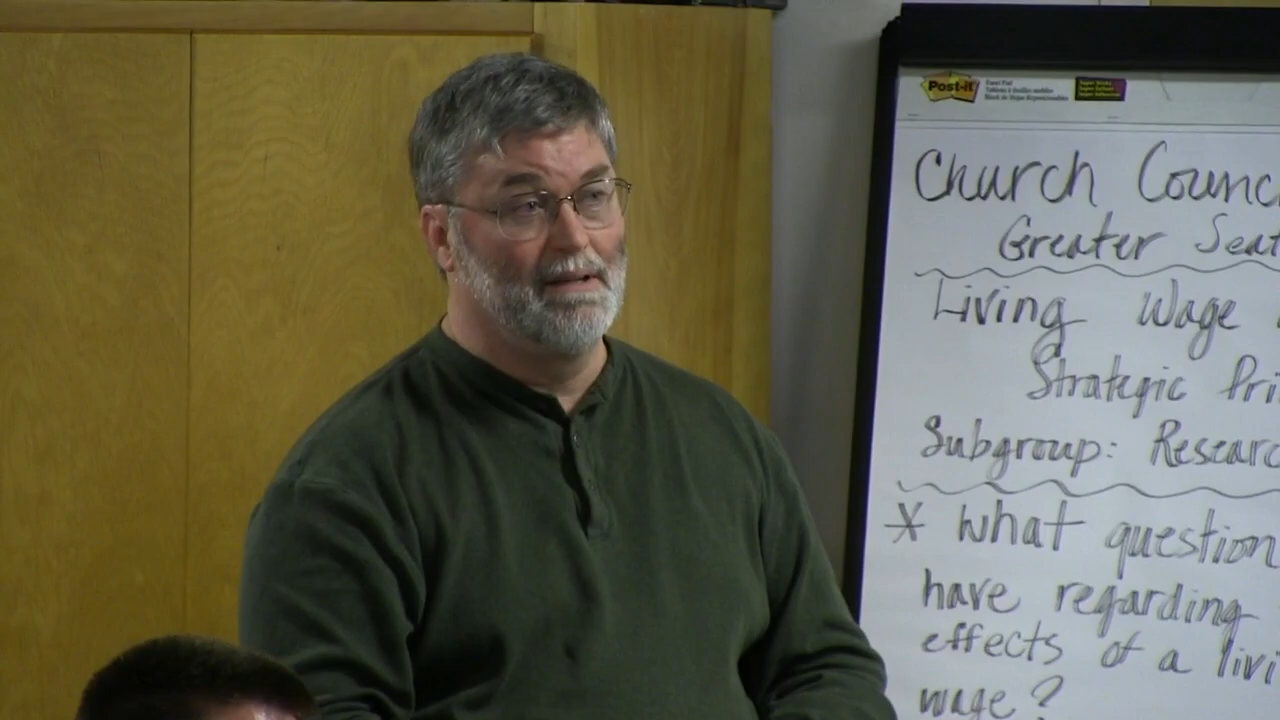 Post-it
Church Counc
Greater Seat
Living Wage
Strategic Pri
Subgroup: Researc
* What question
have regarding
effects of a livi
wage?